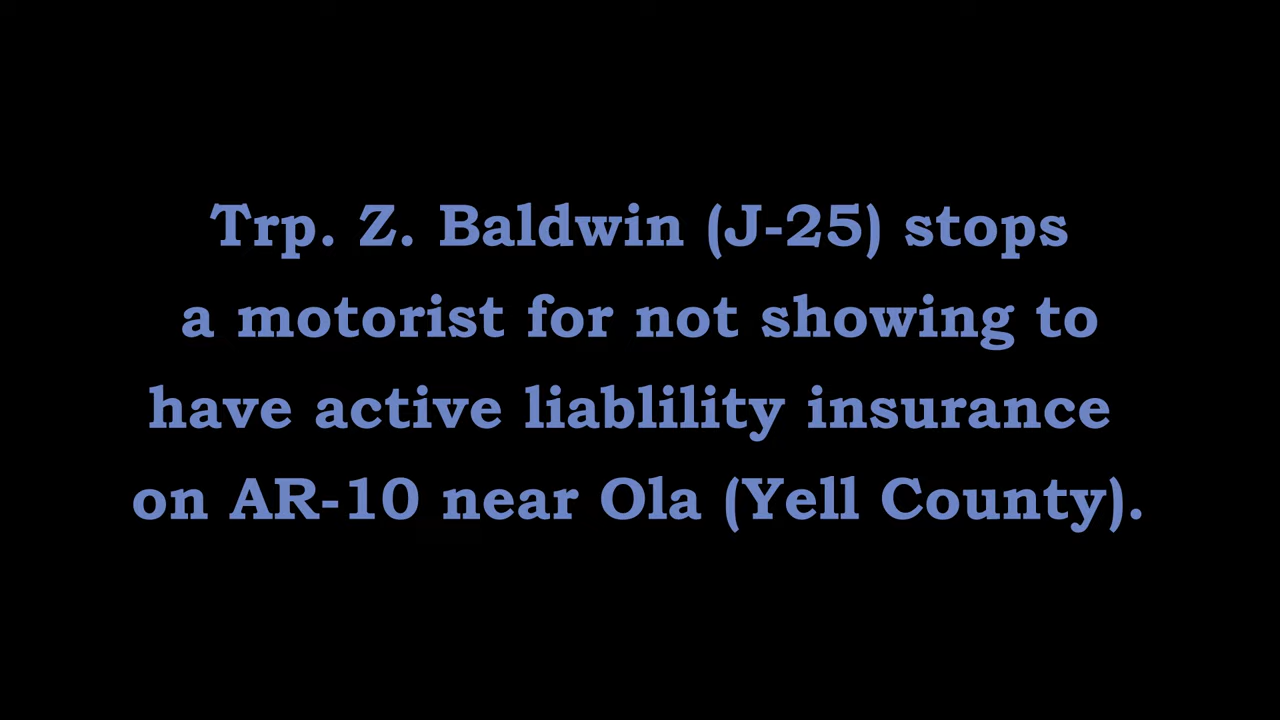 Trp. Z. Baldwin (J-25) stops
a motorist for not showing to
have active liablility insurance
on AR-10 near Ola (Yell County).